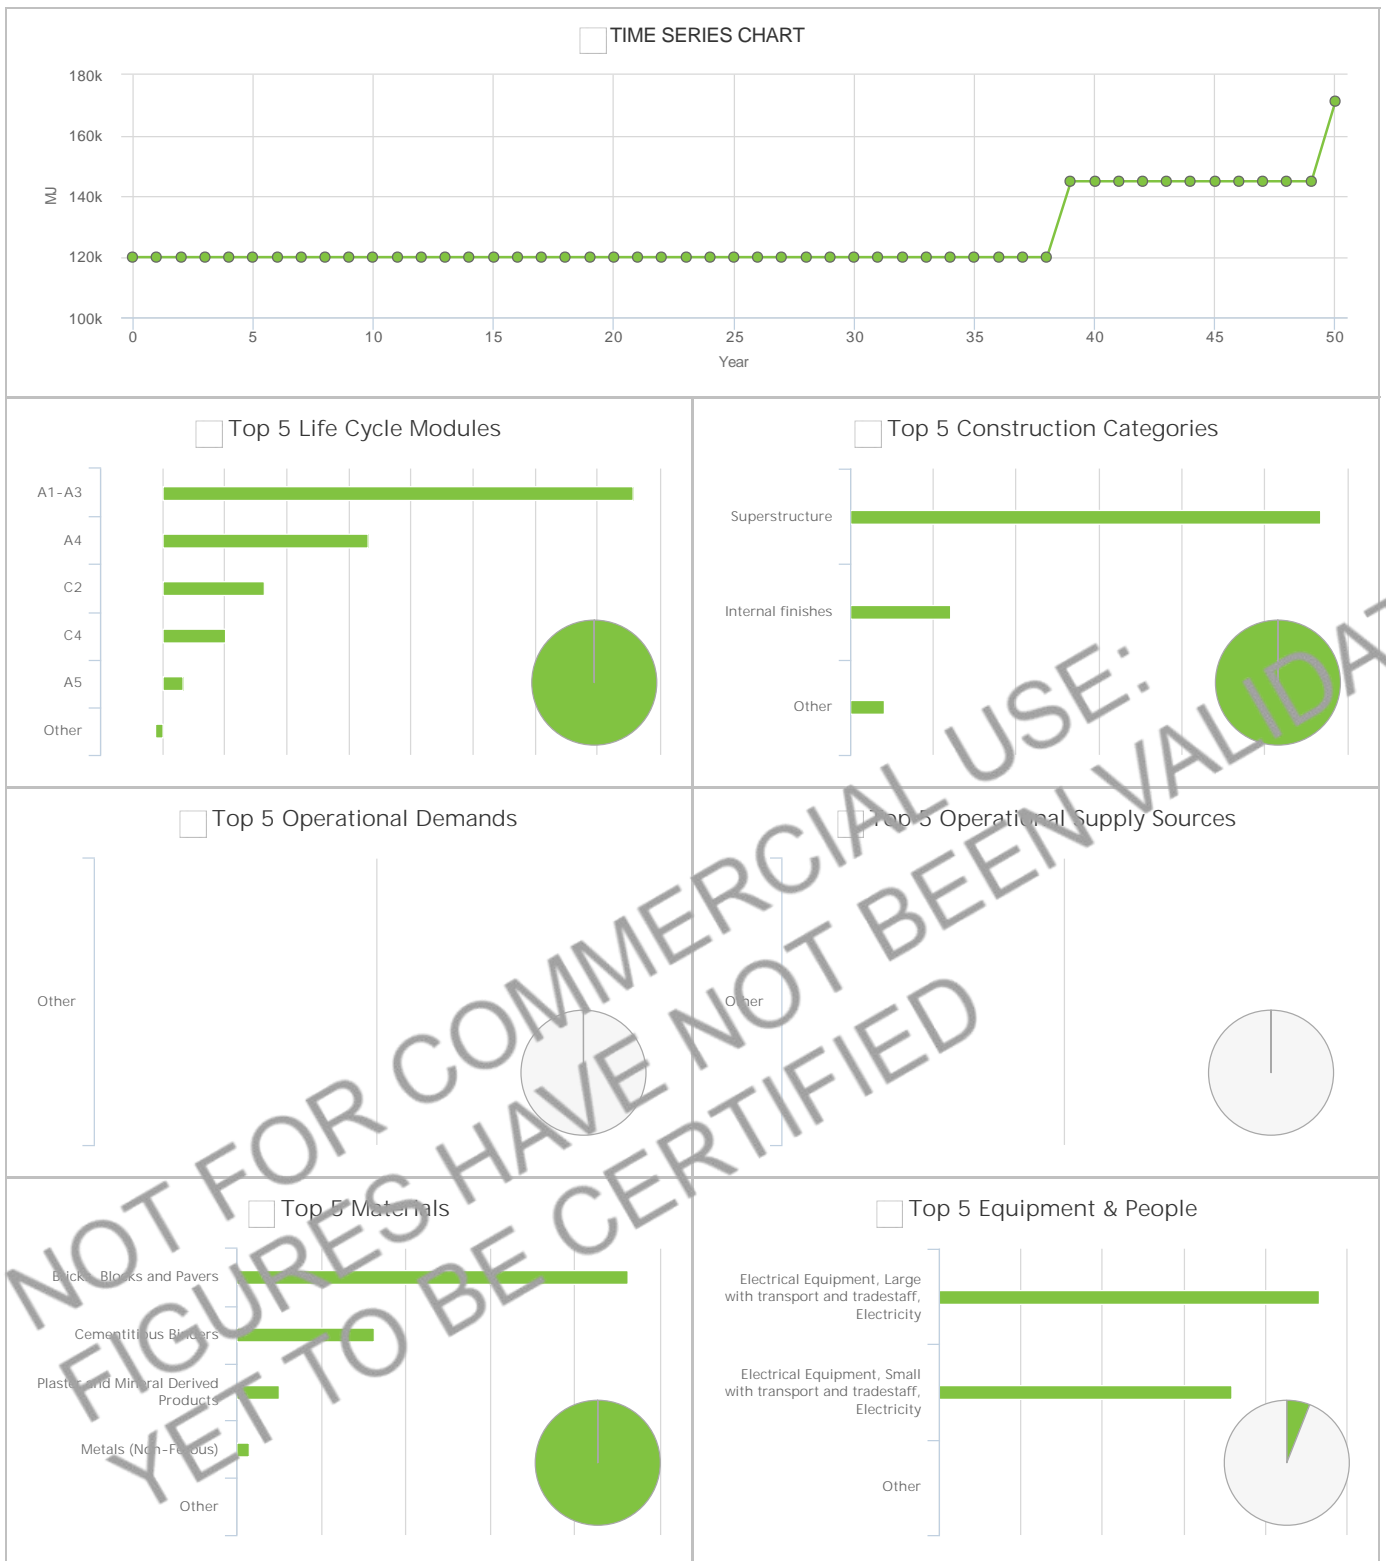 TIME SERIES CHART
180k
160k
140k
120k
100k
MJ
0 5 10 15 20 25 30 35 40 45 50
Year
Top 5 Life Cycle Modules
A1-A3
A4
C2
C4
A5
Other
Top 5 Construction Categories
Superstructure
Internal finishes
Other
Top 5 Operational Demands
Other
Top 5 Operational Supply Sources
Other
Top 5 Materials
Bricks, Blocks and Pavers
Cementitious Binders
Plaster and Mineral Derived
Products
Metals (Non-Ferrous)
Other
Top 5 Equipment & People
Electrical Equipment, Large
with transport and tradestaff,
Electricity
Electrical Equipment, Small
with transport and tradestaff,
Electricity
Other
NOT FOR COMMERCIAL USE:
FIGURES HAVE NOT BEEN VALIDAT
YET TO BE CERTIFIED